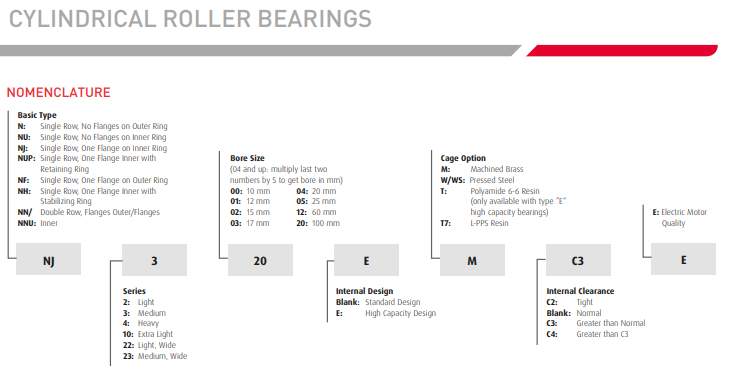 CYLINDRICAL ROLLER BEARINGS
NOMENCLATURE
Basic Type
N: Single Row, No Flanges on Outer Ring
NU: Single Row, No Flanges on Inner Ring
NJ: Single Row, One Flange on Inner Ring
NUP: Single Row, One Flange Inner with
Retaining Ring
NF: Single Row, One Flange on Outer Ring
NH: Single Row, One Flange Inner with
Stabilizing Ring
NN/ Double Row, Flanges Outer/Flanges
NNU: Inner
Bore Size
(04 and up: multiply last two
numbers by 5 to get bore in mm)
00: 10 mm 04: 20 mm
01: 12 mm 05: 25 mm
02: 15 mm 12: 60 mm
03: 17 mm 20: 100 mm
Cage Option
M: Machined Brass
W/WS: Pressed Steel
T: Polyamide 6-6 Resin
(only available with type "E"
high capacity bearings)
T7: L-PPS Resin
E: Electric Motor
Quality
NJ 3 20 E M C3 E
Series
2: Light
3: Medium
4: Heavy
10: Extra Light
22: Light, Wide
23: Medium, Wide
Internal Design
Blank: Standard Design
E: High Capacity Design
Internal Clearance
C2: Tight
Blank: Normal
C3: Greater than Normal
C4: Greater than C3